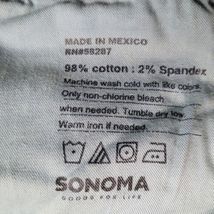 MADE IN MEXICO
RN#58287
98% cotton : 2% Spandex
Machine wash cold with like colors.
Only non-chlorine bleach
when needed. Tumble dry low.
Warm iron if needed.
SONOMA
GOODS FOR LIFE